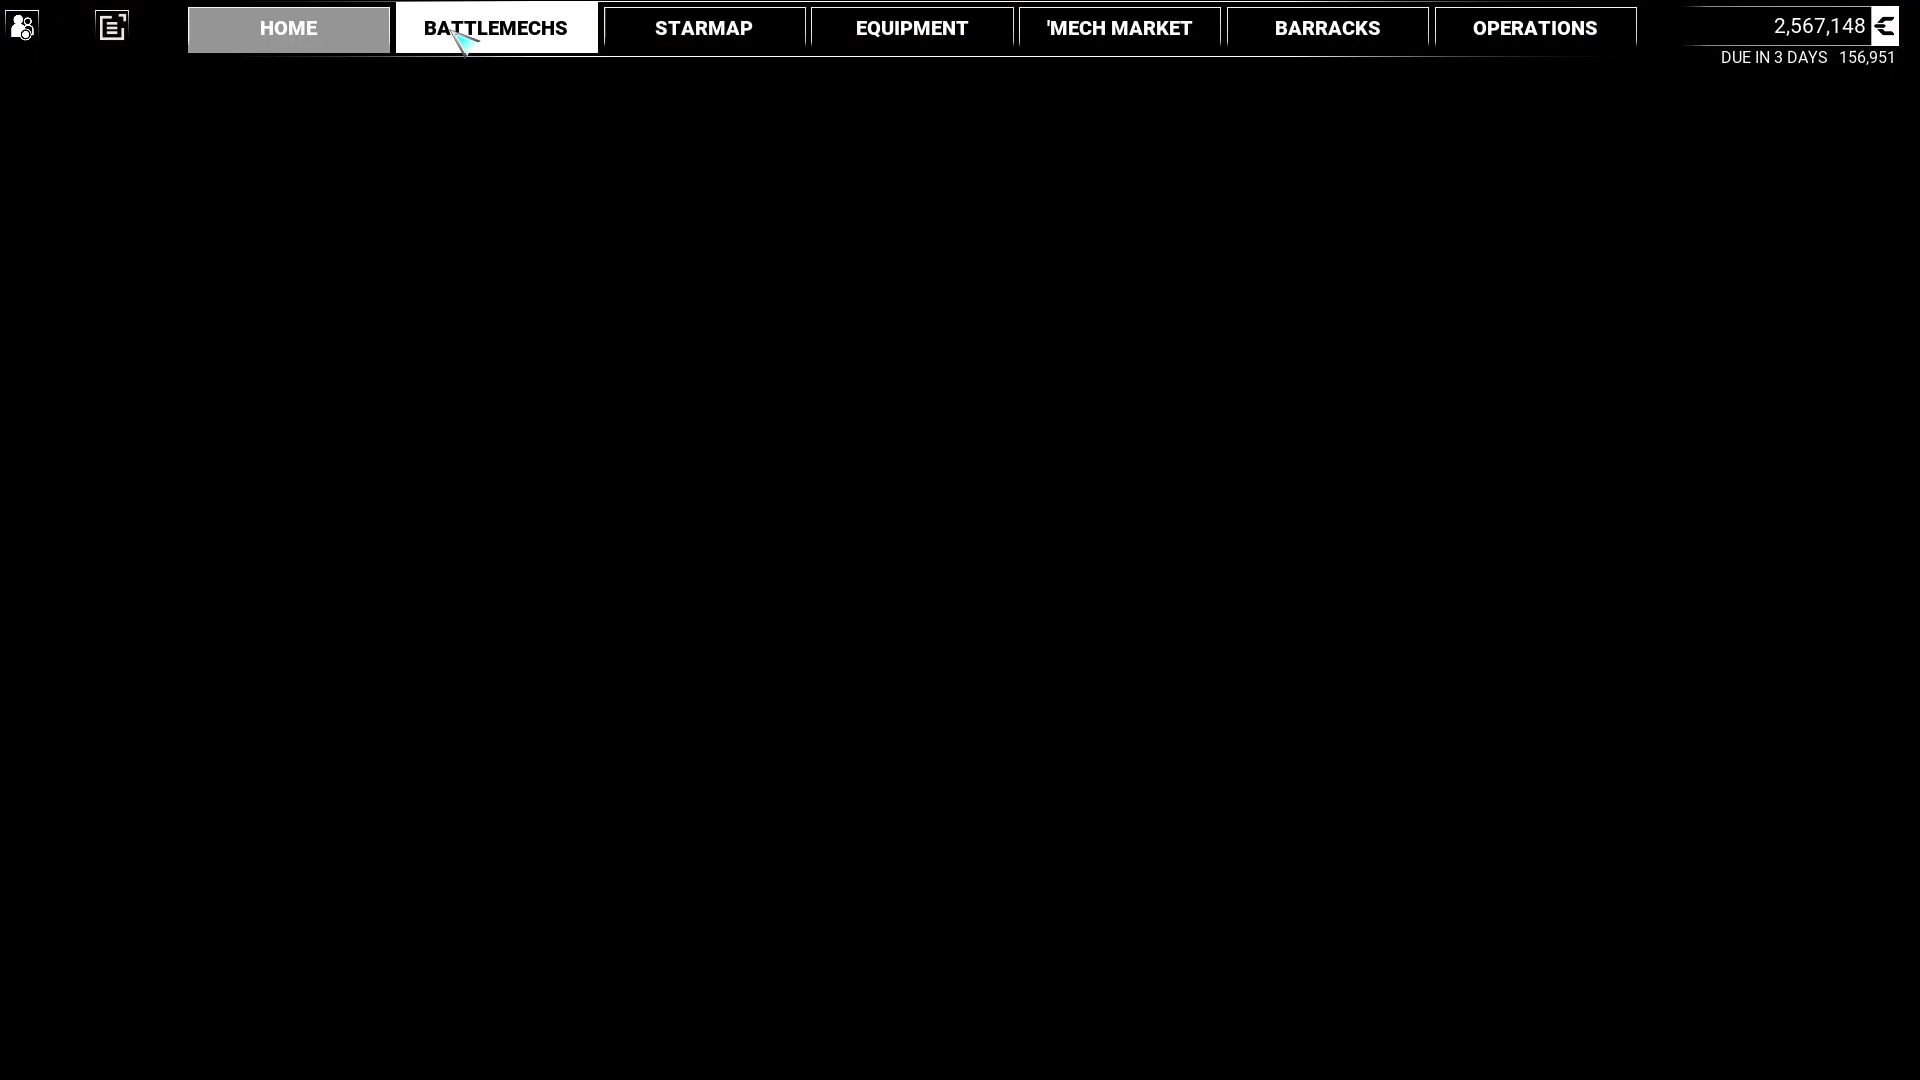 HOME
BATTLEMECHS
STARMAP
EQUIPMENT
'MECH MARKET
BARRACKS
OPERATIONS
2,567,148
DUE IN 3 DAYS 156,951